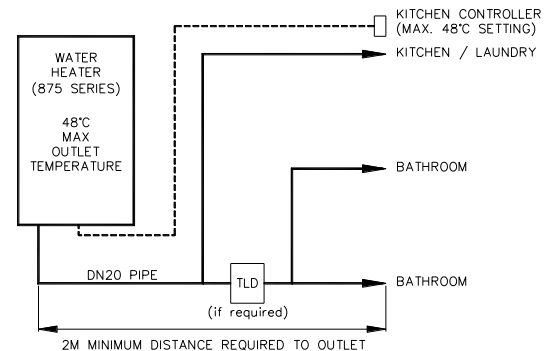 KITCHEN CONTROLLER
(MAX. 48°C SETTING)
KITCHEN / LAUNDRY
WATER
HEATER
(875 SERIES)
48°C
MAX
OUTLET
TEMPERATURE
BATHROOM
DN20 PIPE
TLD
BATHROOM
(if required)
2M MINIMUM DISTANCE REQUIRED TO OUTLET